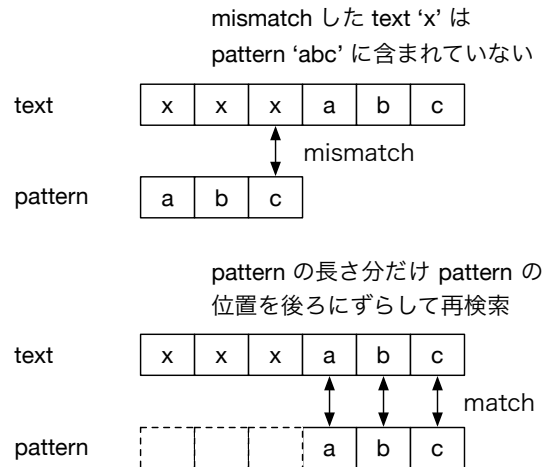 mismatch した text ‘x’ は
pattern ‘abc’ に含まれていない
text x x x a b c
mismatch
pattern a b c
pattern の長さ分だけ pattern の
位置を後ろにずらして再検索
text x x x a b c
match
pattern a b c